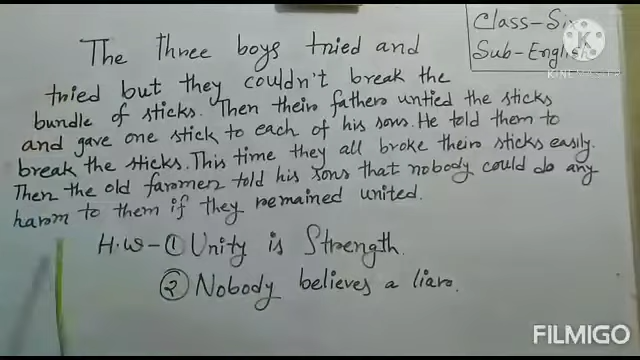 Class-Six
Sub-English
KINEMASTER
The three boys tried and
tried but they couldn't break the
bundle of sticks. Then their father untied the sticks
and gave one stick to each of his sons. He told them to
break the sticks. This time they all broke their sticks easily.
Then the old farmer told his sons that nobody could do any
harm to them if they remained united.
H.W-① Unity is Strength.
② Nobody believes a liar.
FILMIGO